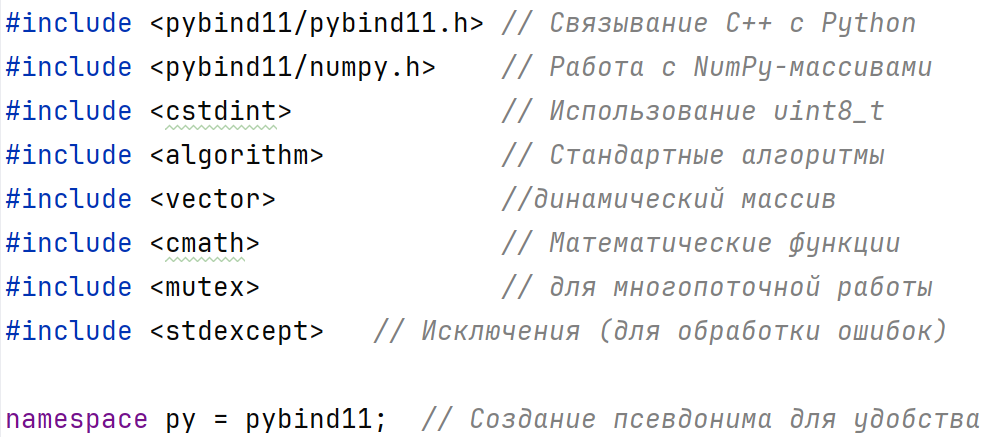 #include <pybind11/pybind11.h> // Связывание C++ с Python
#include <pybind11/numpy.h>    // Работа с NumPy-массивами
#include <cstdint>             // Использование uint8_t
#include <algorithm>           // Стандартные алгоритмы
#include <vector>              //динамический массив
#include <cmath>               // Математические функции
#include <mutex>               // для многопоточной работы
#include <stdexcept>   // Исключения (для обработки ошибок)
namespace py = pybind11;  // Создание псевдонима для удобства